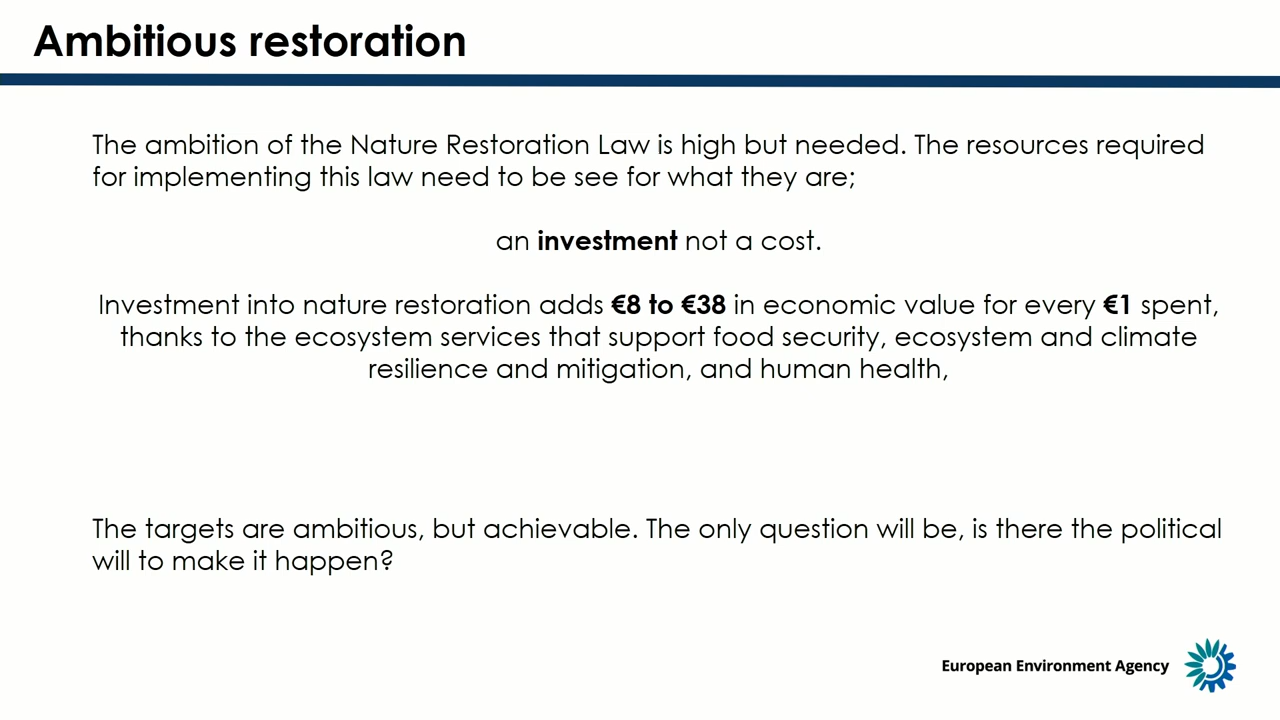 Ambitious restoration
The ambition of the Nature Restoration Law is high but needed. The resources required
for implementing this law need to be see for what they are;
an investment not a cost.
Investment into nature restoration adds €8 to €38 in economic value for every €1 spent,
thanks to the ecosystem services that support food security, ecosystem and climate
resilience and mitigation, and human health,
The targets are ambitious, but achievable. The only question will be, is there the political
will to make it happen?
European Environment Agency